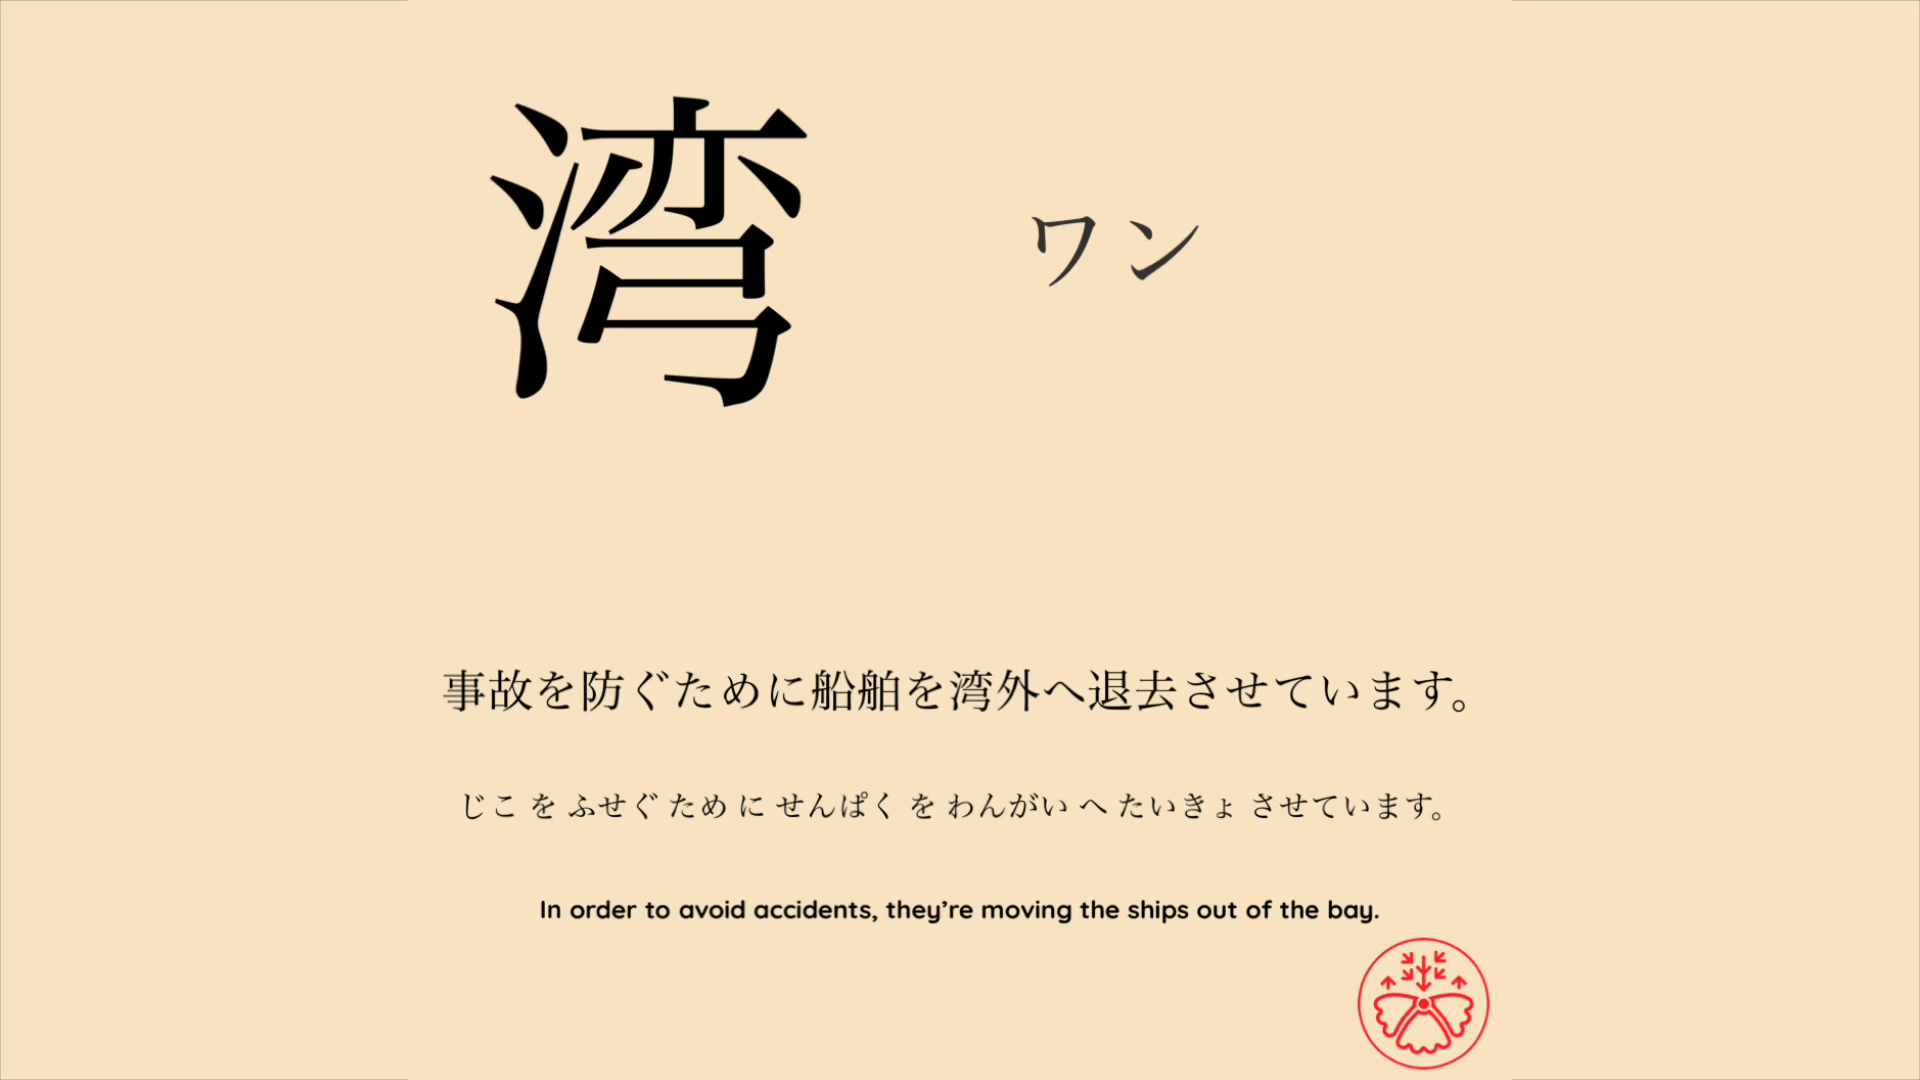 湾
ワン
事故を防ぐために船舶を湾外へ退去させています。
じこ を ふせぐ ため に せんぱく を わんがい へ たいきょ させています。
In order to avoid accidents, they’re moving the ships out of the bay.